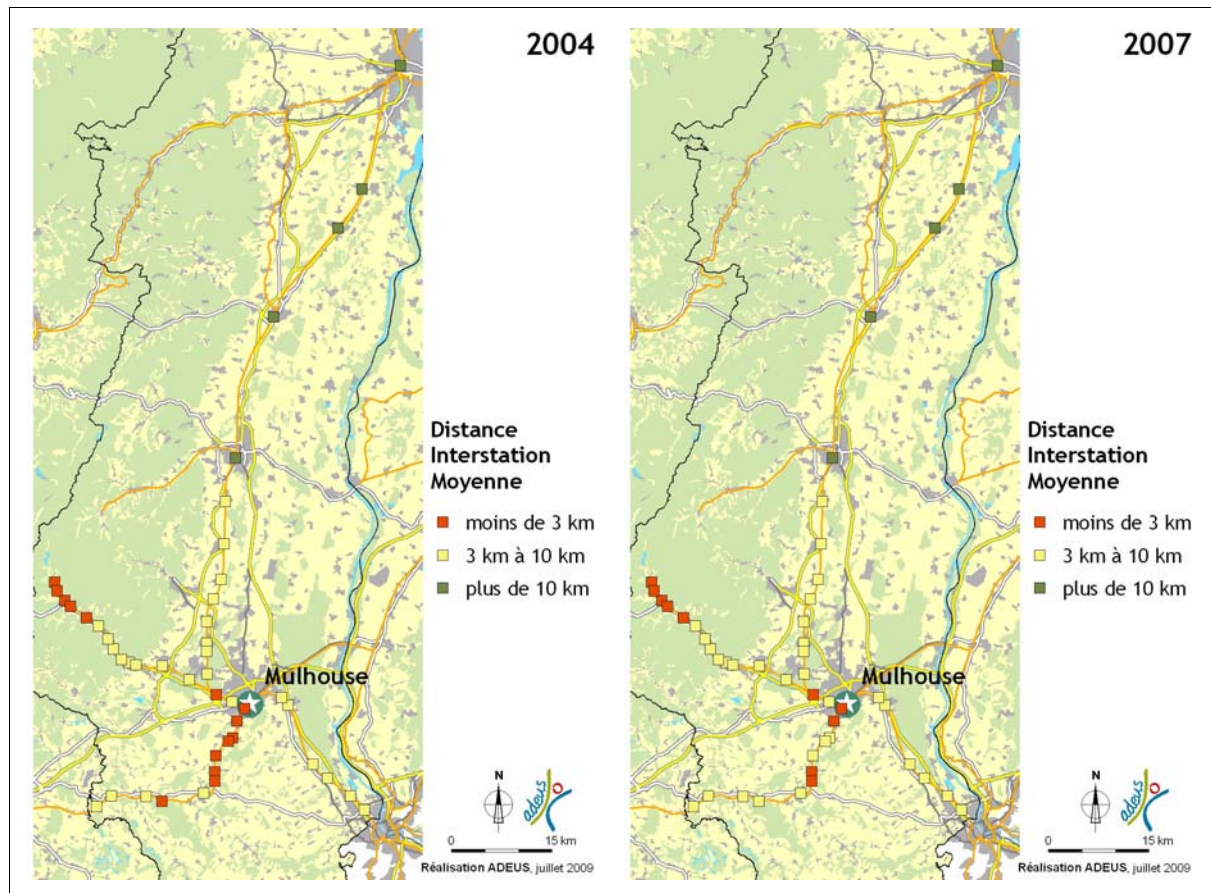 2004
Distance
Interstation
Moyenne
moins de 3 km
3 km à 10 km
plus de 10 km
Mulhouse
N
adeus
0 15 km
Réalisation ADEUS, juillet 2009
2007
Distance
Interstation
Moyenne
moins de 3 km
3 km à 10 km
plus de 10 km
Mulhouse
N
adeus
0 15 km
Réalisation ADEUS, juillet 2009